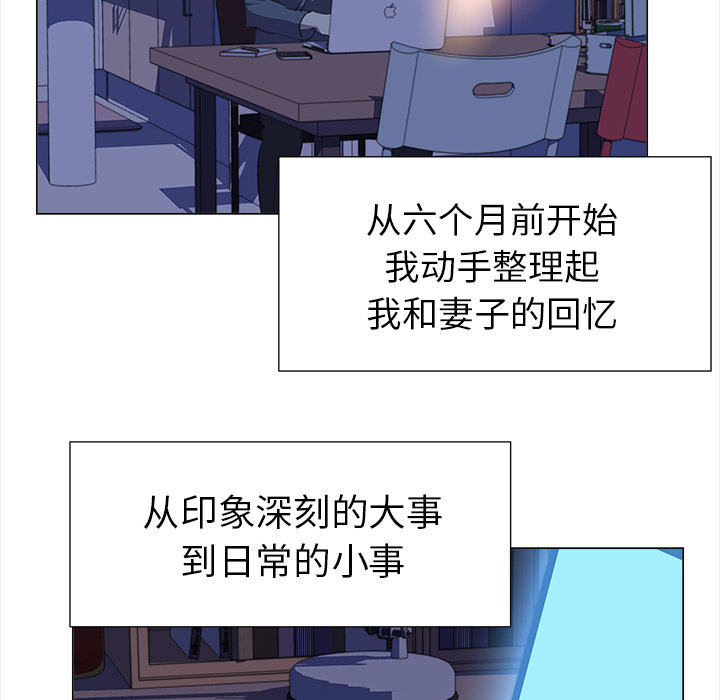 从六个月前开始
我动手整理起
我和妻子的回忆
从印象深刻的大事
到日常的小事